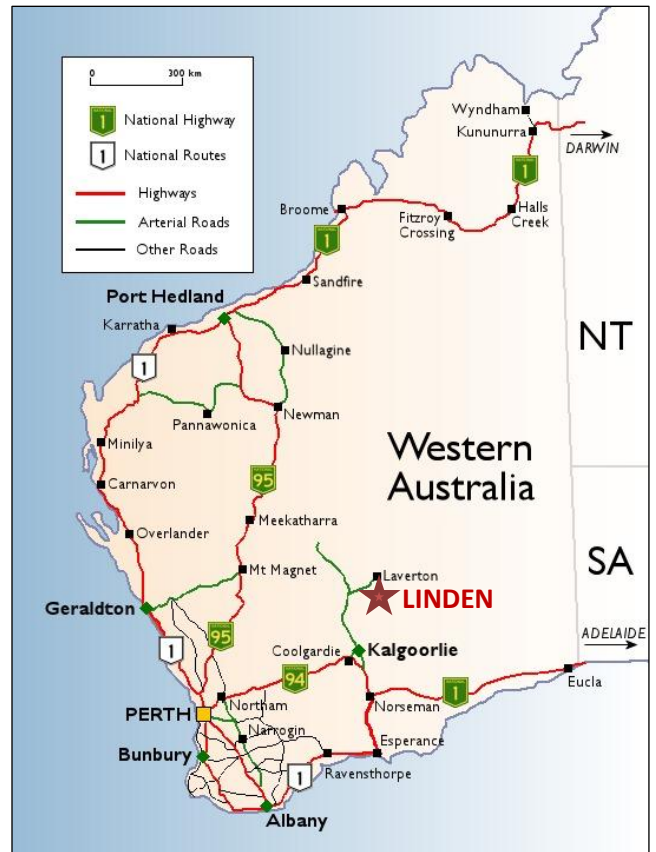 0 300 km
NATIONAL
1
National Highway
1
National Routes
Highways
Arterial Roads
Other Roads
Wyndham
Kununurra
DARWIN
1
Broome
Fitzroy
Crossing
Halls
Creek
1
Sandfire
Port Hedland
Karratha
NT
1
Nullagine
Newman
Pannawonica
Minilya
Western
Australia
95
Carnarvon
Meekatharra
Overlander
SA
Mt Magnet
Laverton
LINDEN
Geraldton
1
95
ADELAIDE
Coolgardie
Kalgoorlie
94
Eucla
1
Northam
Norseman
PERTH
Narrogin
Esperance
Bunbury
1
Ravensthorpe
Albany